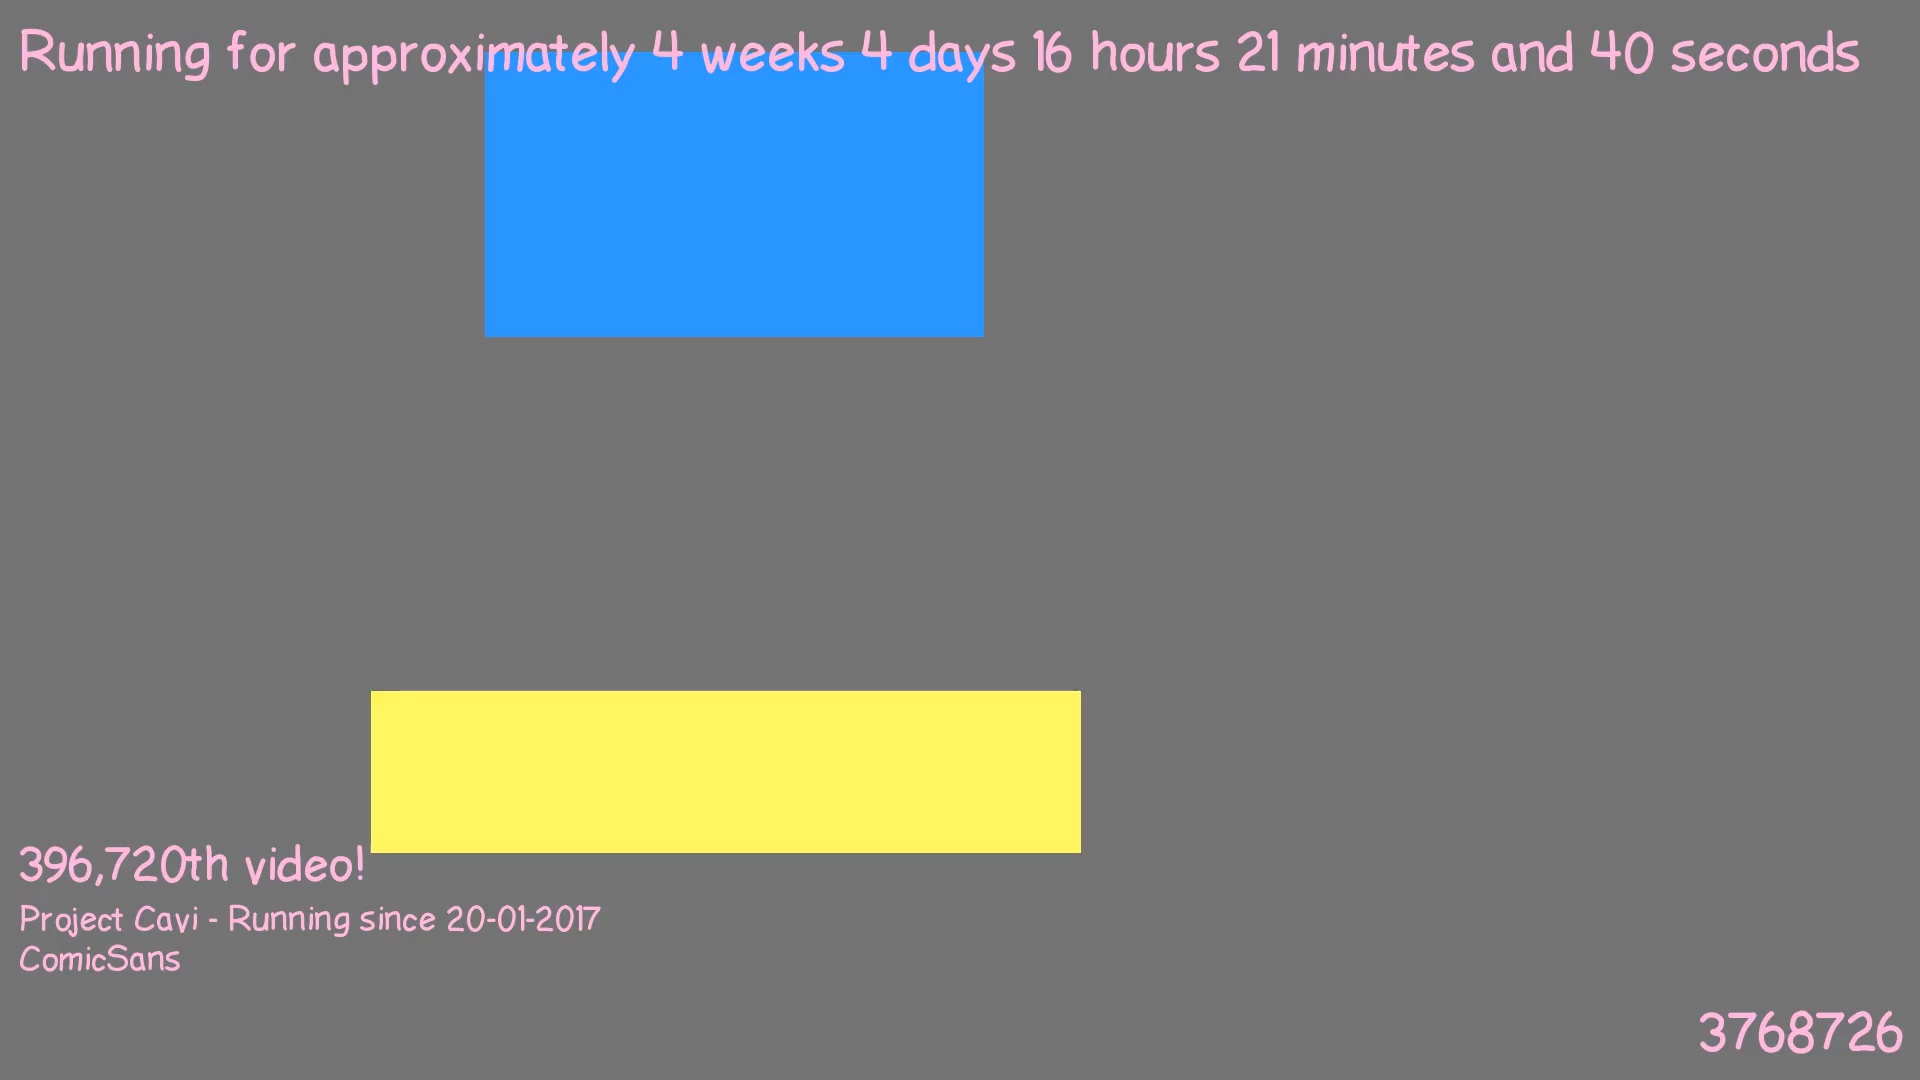 Running for approximately 4 weeks 4 days 16 hours 21 minutes and 40 seconds
396,720th video!
Project Cavi - Running since 20-01-2017
ComicSans
3768726